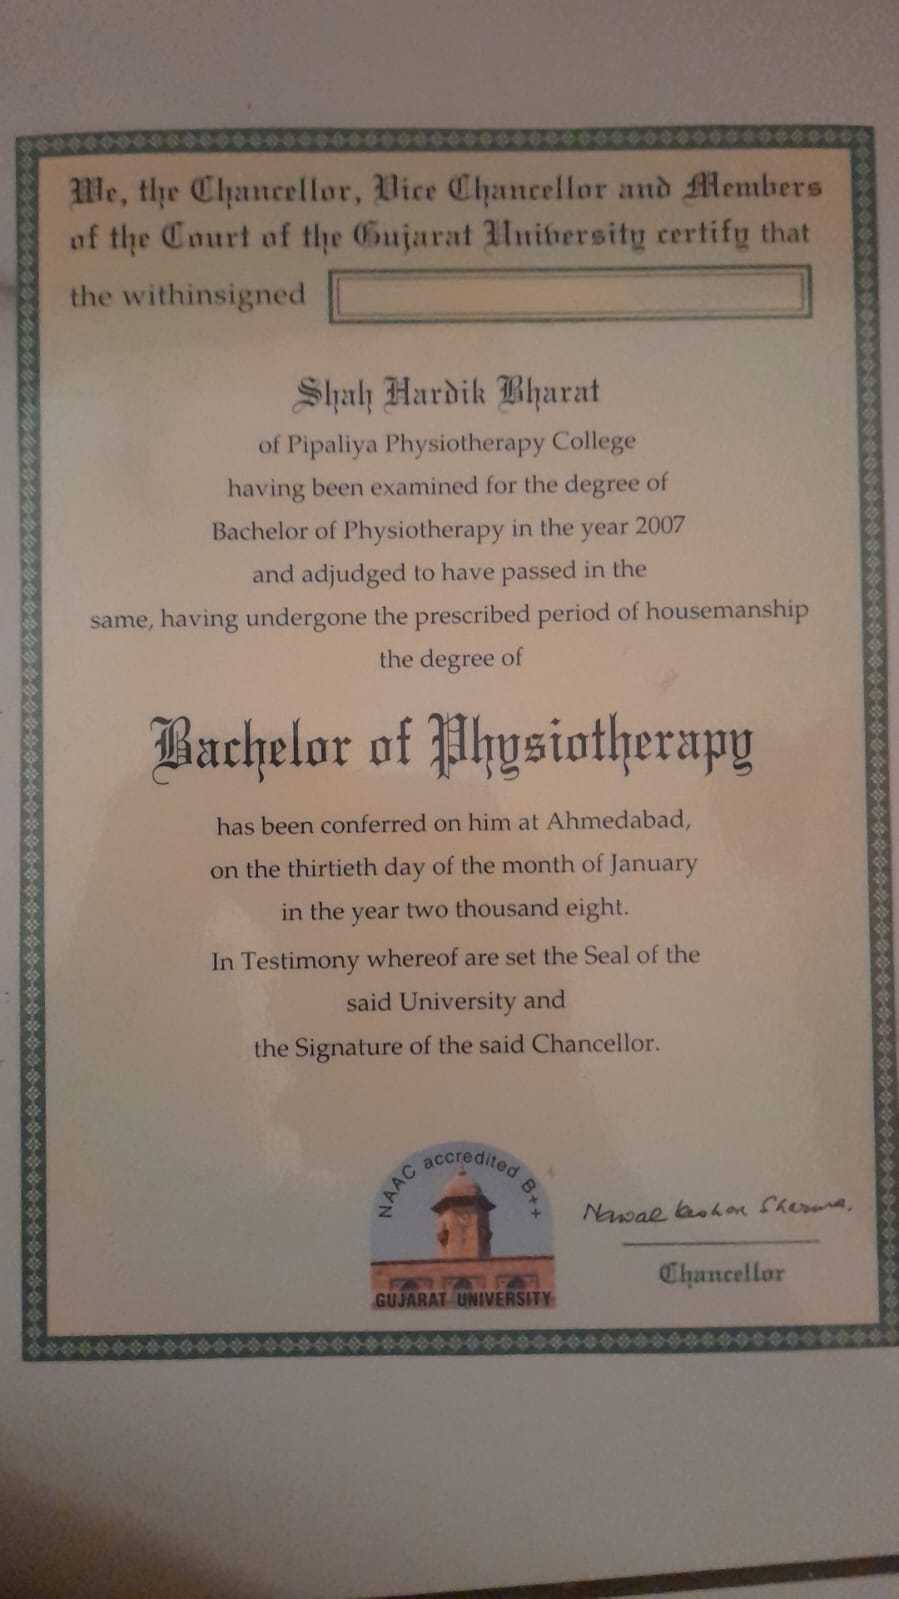 We, the Chancellor, Vice Chancellor and Members
of the Court of the Gujarat University certify that
the withinsigned
Shah Hardik Bharat
of Pipaliya Physiotherapy College
having been examined for the degree of
Bachelor of Physiotherapy in the year 2007
and adjudged to have passed in the
same, having undergone the prescribed period of housemanship
the degree of
Bachelor of Physiotherapy
has been conferred on him at Ahmedabad,
on the thirtieth day of the month of January
in the year two thousand eight.
In Testimony whereof are set the Seal of the
said University and
the Signature of the said Chancellor.
NAAC accredited B++
GUJARAT UNIVERSITY
Nawal Kishore Sharma.
Chancellor